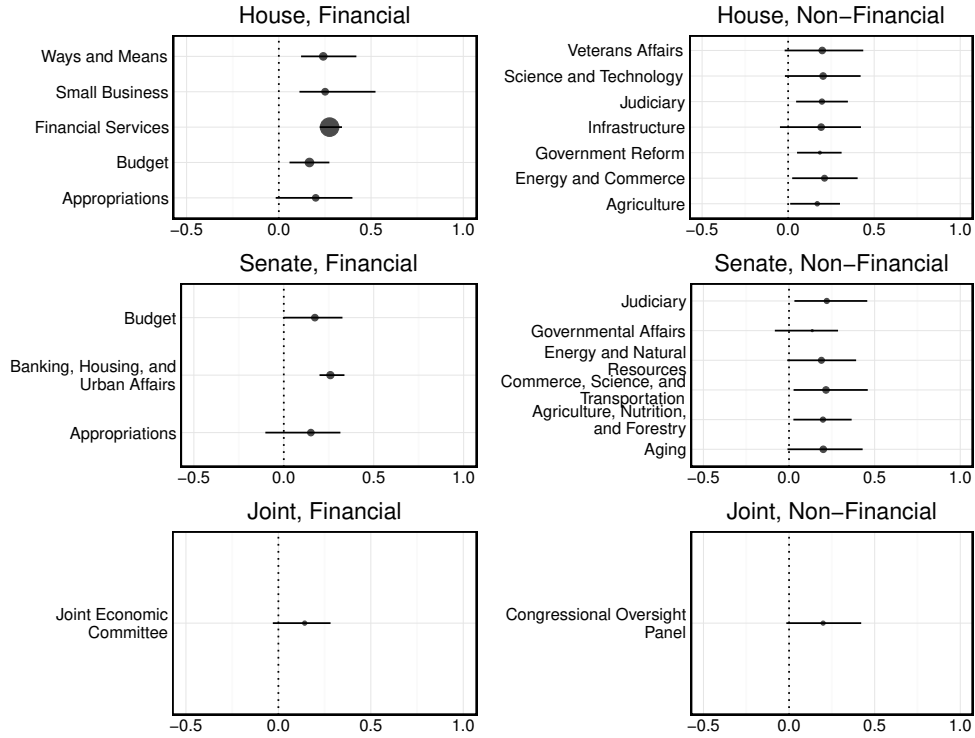 House, Financial
Ways and Means
Small Business
Financial Services
Budget
Appropriations
−0.5 0.0 0.5 1.0
House, Non−Financial
Veterans Affairs
Science and Technology
Judiciary
Infrastructure
Government Reform
Energy and Commerce
Agriculture
−0.5 0.0 0.5 1.0
Senate, Financial
Budget
Banking, Housing, and
Urban Affairs
Appropriations
−0.5 0.0 0.5 1.0
Senate, Non−Financial
Judiciary
Governmental Affairs
Energy and Natural
Resources
Commerce, Science, and
Transportation
Agriculture, Nutrition,
and Forestry
Aging
−0.5 0.0 0.5 1.0
Joint, Financial
Joint Economic
Committee
−0.5 0.0 0.5 1.0
Joint, Non−Financial
Congressional Oversight
Panel
−0.5 0.0 0.5 1.0